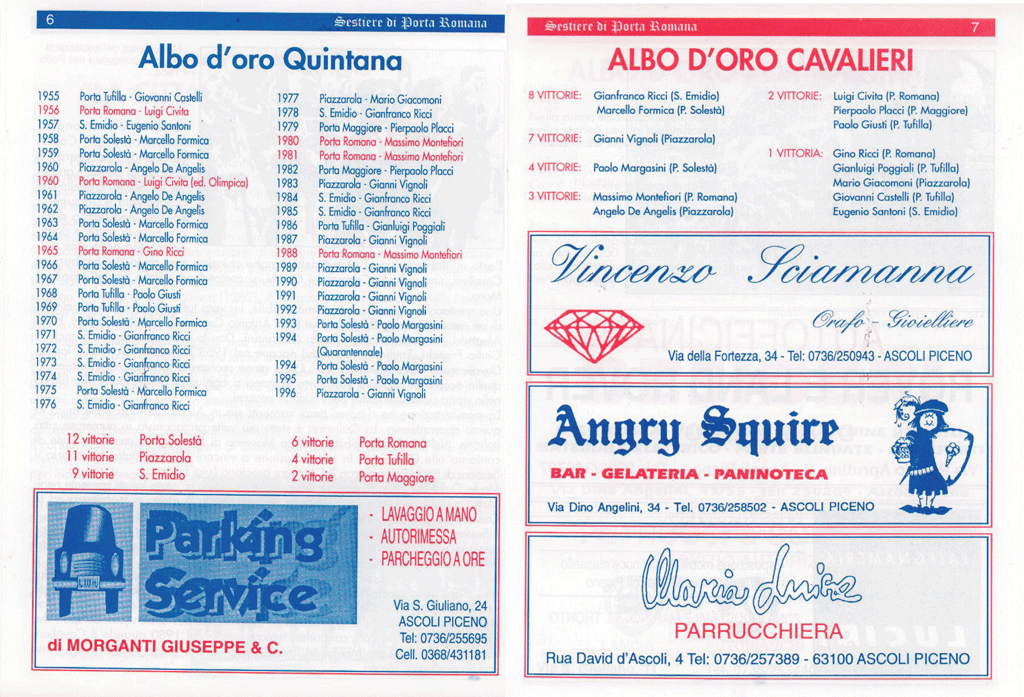 6
Sestiere di Porta Romana
Albo d'oro Quintana
1955 Porta Tufilla - Giovanni Castelli
1956 Porta Romana - Luigi Civita
1957 S. Emidio - Eugenio Santoni
1958 Porta Solestà - Marcello Formica
1959 Porta Solestà - Marcello Formica
1960 Piazzarola - Angelo De Angelis
1960 Porta Romana - Luigi Civita (ed. Olimpica)
1961 Piazzarola - Angelo De Angelis
1962 Piazzarola - Angelo De Angelis
1963 Porta Solestà - Marcello Formica
1964 Porta Solestà - Marcello Formica
1965 Porta Romana - Gino Ricci
1966 Porta Solestà - Marcello Formica
1967 Porta Solestà - Marcello Formica
1968 Porta Tufilla - Paolo Giusti
1969 Porta Tufilla - Paolo Giusti
1970 Porta Solestà - Marcello Formica
1971 S. Emidio - Gianfranco Ricci
1972 S. Emidio - Gianfranco Ricci
1973 S. Emidio - Gianfranco Ricci
1974 S. Emidio - Gianfranco Ricci
1975 Porta Solestà - Marcello Formica
1976 S. Emidio - Gianfranco Ricci
1977 Piazzarola - Mario Giacomoni
1978 S. Emidio - Gianfranco Ricci
1979 Porta Maggiore - Pierpaolo Placci
1980 Porta Romana - Massimo Montefiori
1981 Porta Romana - Massimo Montefiori
1982 Porta Maggiore - Pierpaolo Placci
1983 Piazzarola - Gianni Vignoli
1984 S. Emidio - Gianfranco Ricci
1985 S. Emidio - Gianfranco Ricci
1986 Porta Tufilla - Gianluigi Poggiali
1987 Piazzarola - Gianni Vignoli
1988 Porta Romana - Massimo Montefiori
1989 Piazzarola - Gianni Vignoli
1990 Piazzarola - Gianni Vignoli
1991 Piazzarola - Gianni Vignoli
1992 Piazzarola - Gianni Vignoli
1993 Porta Solestà - Paolo Margasini
1994 Porta Solestà - Paolo Margasini
(Quarantennale)
1994 Porta Solestà - Paolo Margasini
1995 Porta Solestà - Paolo Margasini
1996 Piazzarola - Gianni Vignoli
12 vittorie Porta Solestà
11 vittorie Piazzarola
9 vittorie S. Emidio
6 vittorie Porta Romana
4 vittorie Porta Tufilla
2 vittorie Porta Maggiore
Parking
Service
- LAVAGGIO A MANO
- AUTORIMESSA
- PARCHEGGIO A ORE
di MORGANTI GIUSEPPE & C.
Via S. Giuliano, 24
ASCOLI PICENO
Tel: 0736/255695
Cell. 0368/431181
Sestiere di Porta Romana
7
ALBO D'ORO CAVALIERI
8 VITTORIE: Gianfranco Ricci (S. Emidio)
Marcello Formica (P. Solestà)
7 VITTORIE: Gianni Vignoli (Piazzarola)
4 VITTORIE: Paolo Margasini (P. Solestà)
3 VITTORIE: Massimo Montefiori (P. Romana)
Angelo De Angelis (Piazzarola)
2 VITTORIE: Luigi Civita (P. Romana)
Pierpaolo Placci (P. Maggiore)
Paolo Giusti (P. Tufilla)
1 VITTORIA: Gino Ricci (P. Romana)
Gianluigi Poggiali (P. Tufilla)
Mario Giacomoni (Piazzarola)
Giovanni Castelli (P. Tufilla)
Eugenio Santoni (S. Emidio)
Vincenzo Sciamanna
Orafo - Gioielliere
Via della Fortezza, 34 - Tel: 0736/250943 - ASCOLI PICENO
Angry Squire
BAR - GELATERIA - PANINOTECA
Via Dino Angelini, 34 - Tel. 0736/258502 - ASCOLI PICENO
Maria Luisa
PARRUCCHIERA
Rua David d'Ascoli, 4 Tel: 0736/257389 - 63100 ASCOLI PICENO